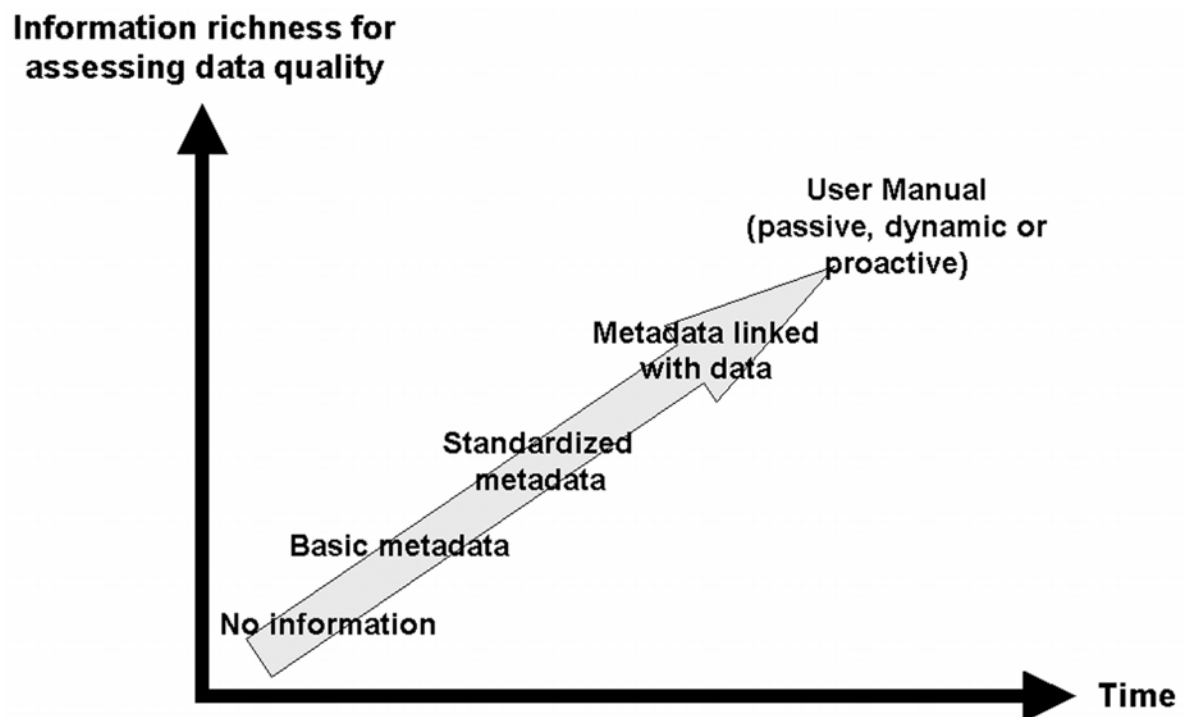 Information richness for
assessing data quality
User Manual
(passive, dynamic or
proactive)
Metadata linked
with data
Standardized
metadata
Basic metadata
No information
Time